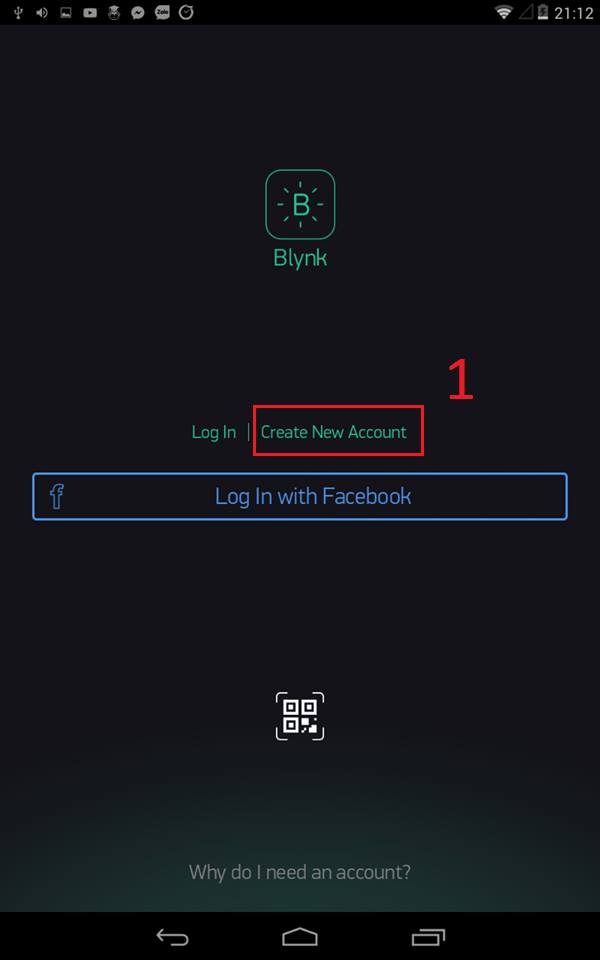 21:12
B
Blynk
1
Log In | Create New Account
f Log In with Facebook
Why do I need an account?